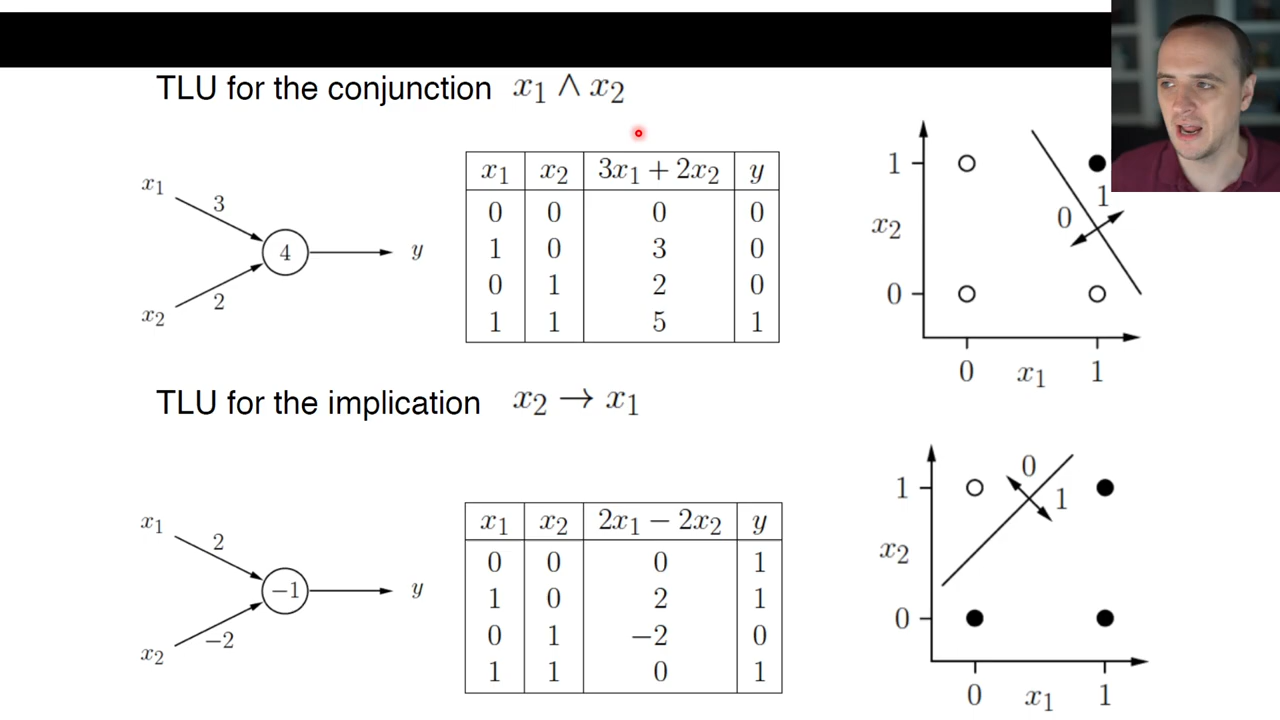 TLU for the conjunction x₁ ∧ x₂
x₁
3
4
y
2
x₂
x₁ x₂ 3x₁ + 2x₂ y
0 0 0 0
1 0 3 0
0 1 2 0
1 1 5 1
1
x₂
0
0 1
0 x₁ 1
TLU for the implication x₂ → x₁
x₁
2
−1
y
−2
x₂
x₁ x₂ 2x₁ − 2x₂ y
0 0 0 1
1 0 2 1
0 1 −2 0
1 1 0 1
1
x₂
0
0 1
0 x₁ 1